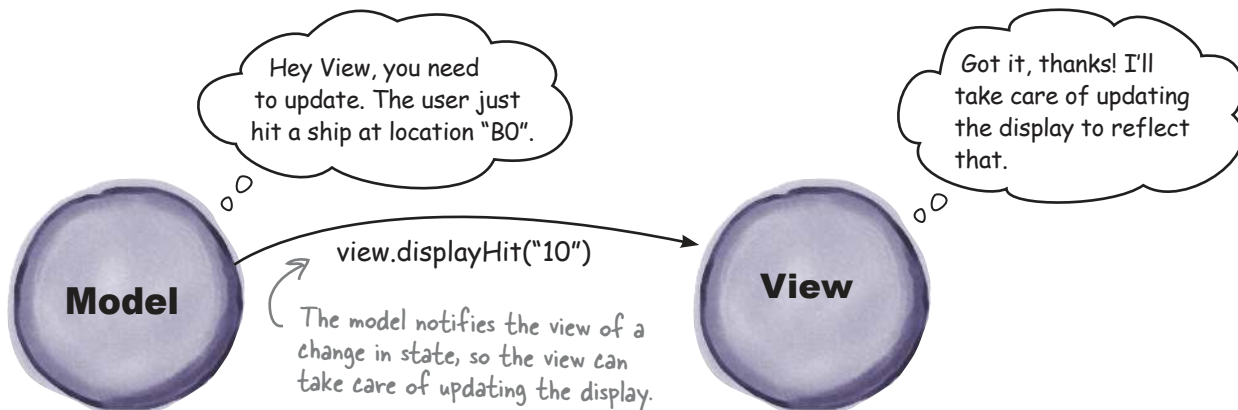 Hey View, you need
to update. The user just
hit a ship at location “B0”.
Got it, thanks! I’ll
take care of updating
the display to reflect
that.
view.displayHit(“10”)
Model
View
The model notifies the view of a
change in state, so the view can
take care of updating the display.